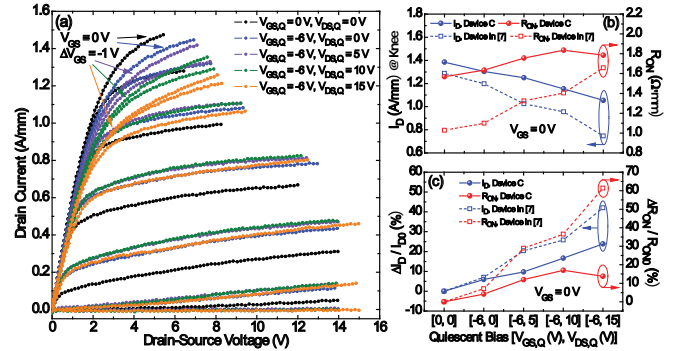 (a)
V_GS = 0 V
ΔV_GS = -1 V
V_GS,Q = 0 V, V_DS,Q = 0 V
V_GS,Q = -6 V, V_DS,Q = 0 V
V_GS,Q = -6 V, V_DS,Q = 5 V
V_GS,Q = -6 V, V_DS,Q = 10 V
V_GS,Q = -6 V, V_DS,Q = 15 V
Drain Current (A/mm)
1.6
1.4
1.2
1.0
0.8
0.6
0.4
0.2
0.0
0 2 4 6 8 10 12 14 16
Drain-Source Voltage (V)
(b)
I_D, Device C
R_ON, Device C
I_D, Device in [7]
R_ON, Device in [7]
I_D (A/mm) @ Knee
1.8
1.6
1.4
1.2
1.0
0.8
R_ON (Ω·mm)
2.2
2.0
1.8
1.6
1.4
1.2
1.0
0.8
V_GS = 0 V
(c)
I_D, Device C
R_ON, Device C
I_D, Device in [7]
R_ON, Device in [7]
ΔI_D / I_D0 (%)
60
50
40
30
20
10
0
-10
ΔR_ON / R_ON0 (%)
60
50
40
30
20
10
0
V_GS = 0 V
[0, 0] [-6, 0] [-6, 5] [-6, 10] [-6, 15]
Quiescent Bias [V_GS,Q (V), V_DS,Q (V)]